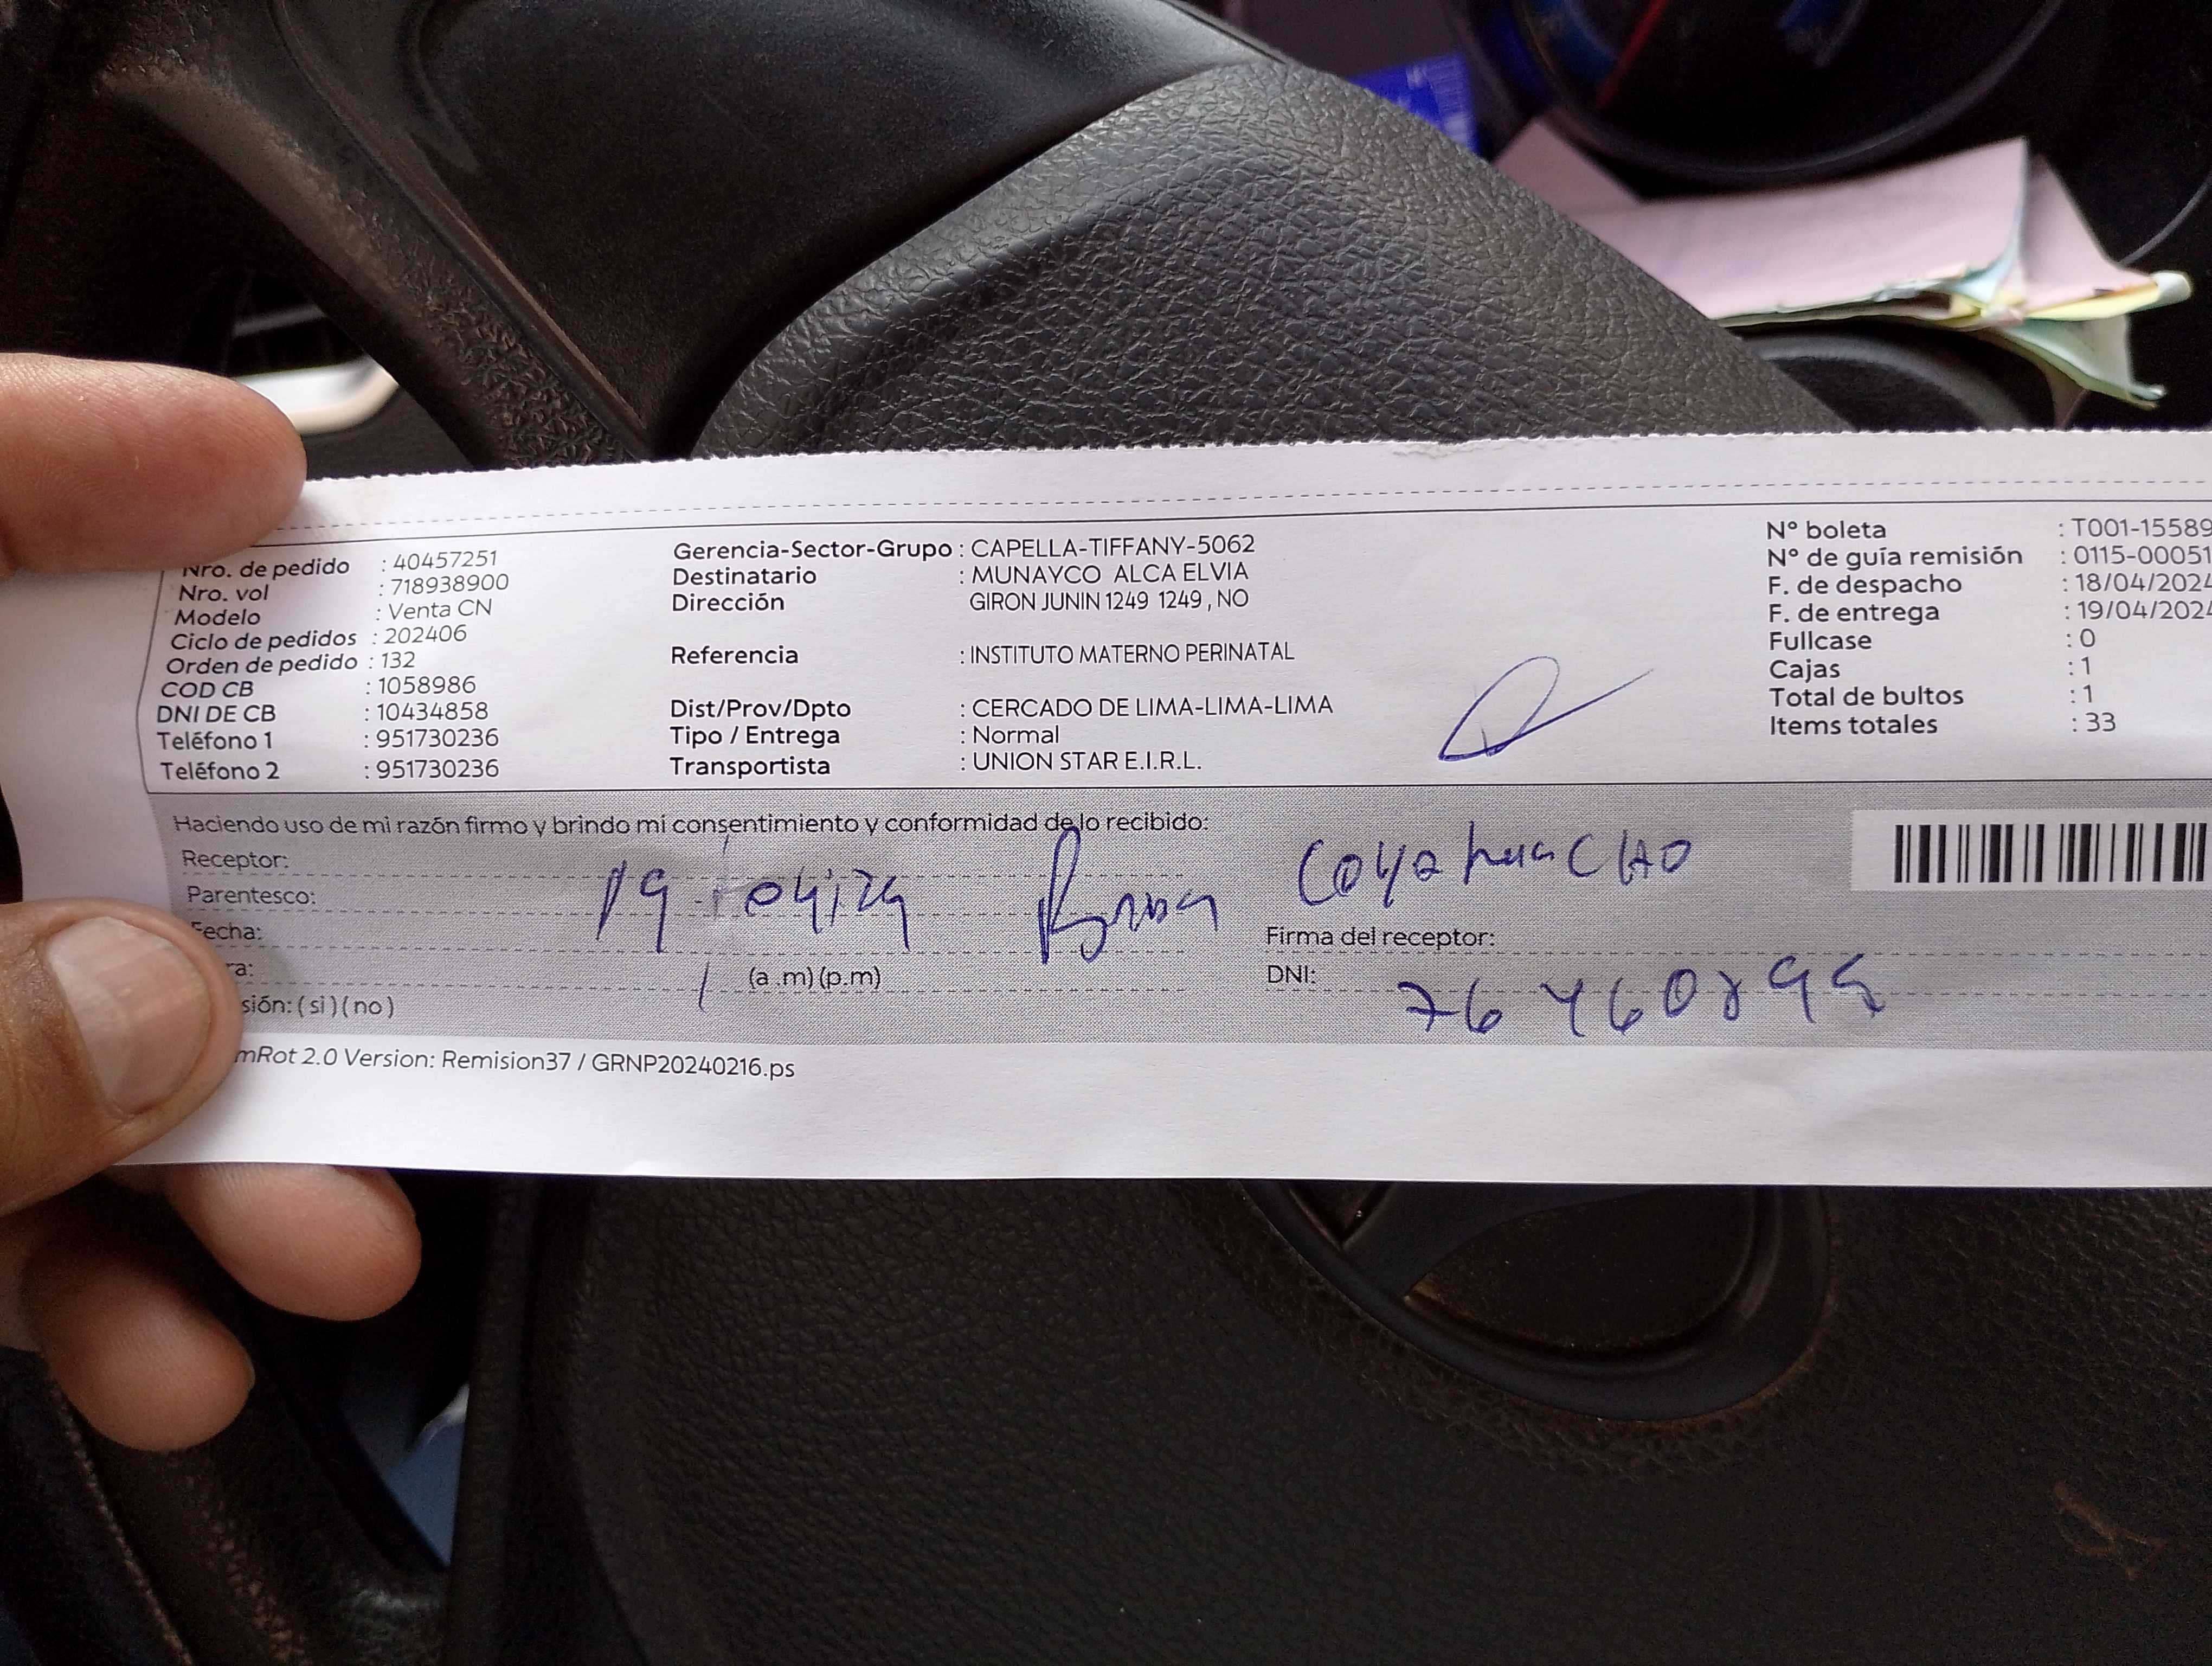 Nro. de pedido : 40457251
Nro. vol : 718938900
Modelo : Venta CN
Ciclo de pedidos : 202406
Orden de pedido : 132
COD CB : 1058986
DNI DE CB : 10434858
Teléfono 1 : 951730236
Teléfono 2 : 951730236
Gerencia-Sector-Grupo : CAPELLA-TIFFANY-5062
Destinatario : MUNAYCO ALCA ELVIA
Dirección GIRON JUNIN 1249 1249 , NO
Referencia : INSTITUTO MATERNO PERINATAL
Dist/Prov/Dpto : CERCADO DE LIMA-LIMA-LIMA
Tipo / Entrega : Normal
Transportista : UNION STAR E.I.R.L.
N° boleta : T001-15589
N° de guía remisión : 0115-00051
F. de despacho : 18/04/2024
F. de entrega : 19/04/2024
Fullcase : 0
Cajas : 1
Total de bultos : 1
Items totales : 33
Haciendo uso de mi razón firmo y brindo mi consentimiento y conformidad de lo recibido:
Receptor:
Parentesco:
Fecha:
ra:
(a .m) (p.m)
sión: ( si ) ( no )
19
Firma del receptor:
DNI:
mRot 2.0 Version: Remision37 / GRNP20240216.ps